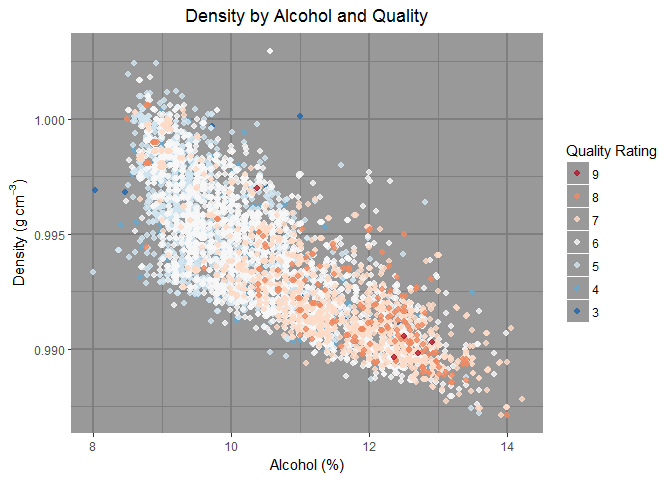 Density by Alcohol and Quality
Density (g cm⁻³)
1.000
0.995
0.990
8 10 12 14
Alcohol (%)
Quality Rating
9
8
7
6
5
4
3